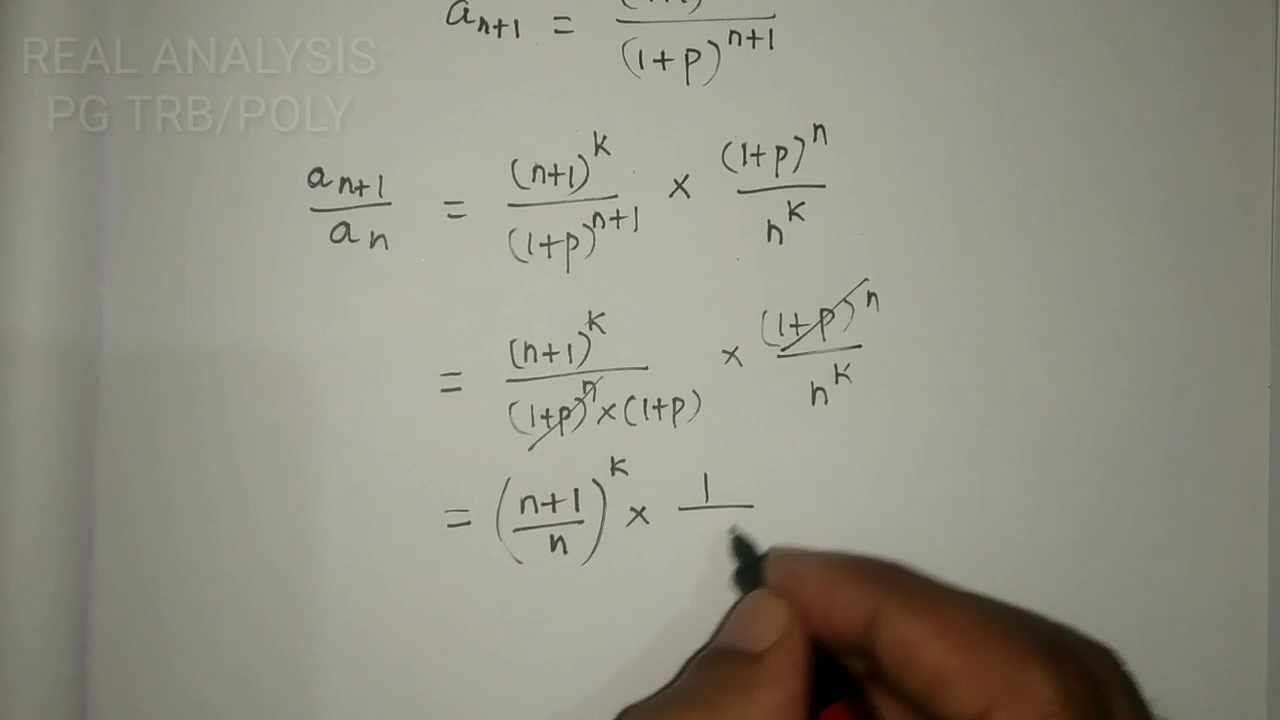 REAL ANALYSIS
PG TRB/POLY
a_{n+1} = / (1+p)^{n+1}
a_{n+1}/a_n = (n+1)^k/(1+p)^{n+1} × (1+p)^n/n^k
= (n+1)^k/((1+p)^n×(1+p)) × (1+p)^n/n^k
= ((n+1)/n)^k × 1/